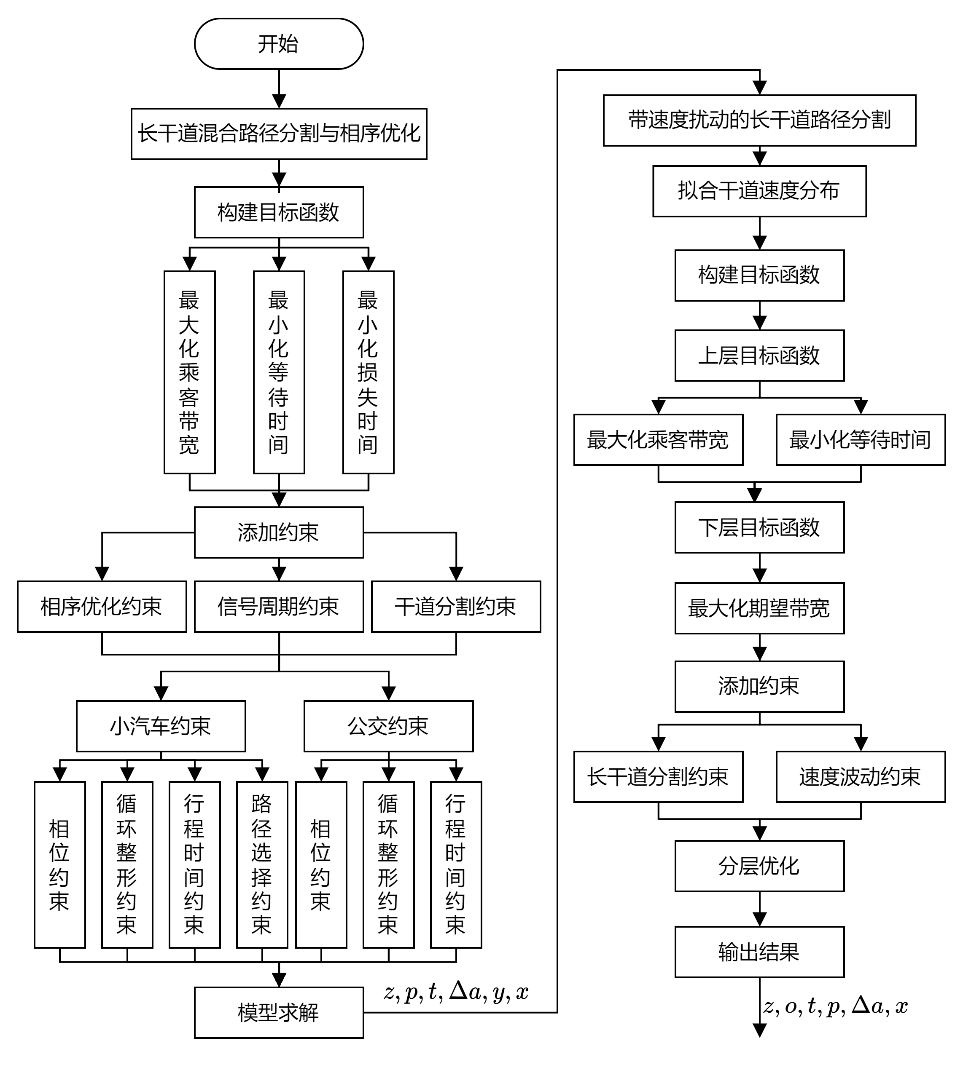 开始
长干道混合路径分割与相序优化
构建目标函数
最大化乘客带宽
最小化等待时间
最小化损失时间
添加约束
相序优化约束
信号周期约束
干道分割约束
小汽车约束
公交约束
相位约束
循环整形约束
行程时间约束
路径选择约束
相位约束
循环整形约束
行程时间约束
模型求解
z, p, t, Δa, y, x
带速度扰动的长干道路径分割
拟合干道速度分布
构建目标函数
上层目标函数
最大化乘客带宽
最小化等待时间
下层目标函数
最大化期望带宽
添加约束
长干道分割约束
速度波动约束
分层优化
输出结果
z, o, t, p, Δa, x